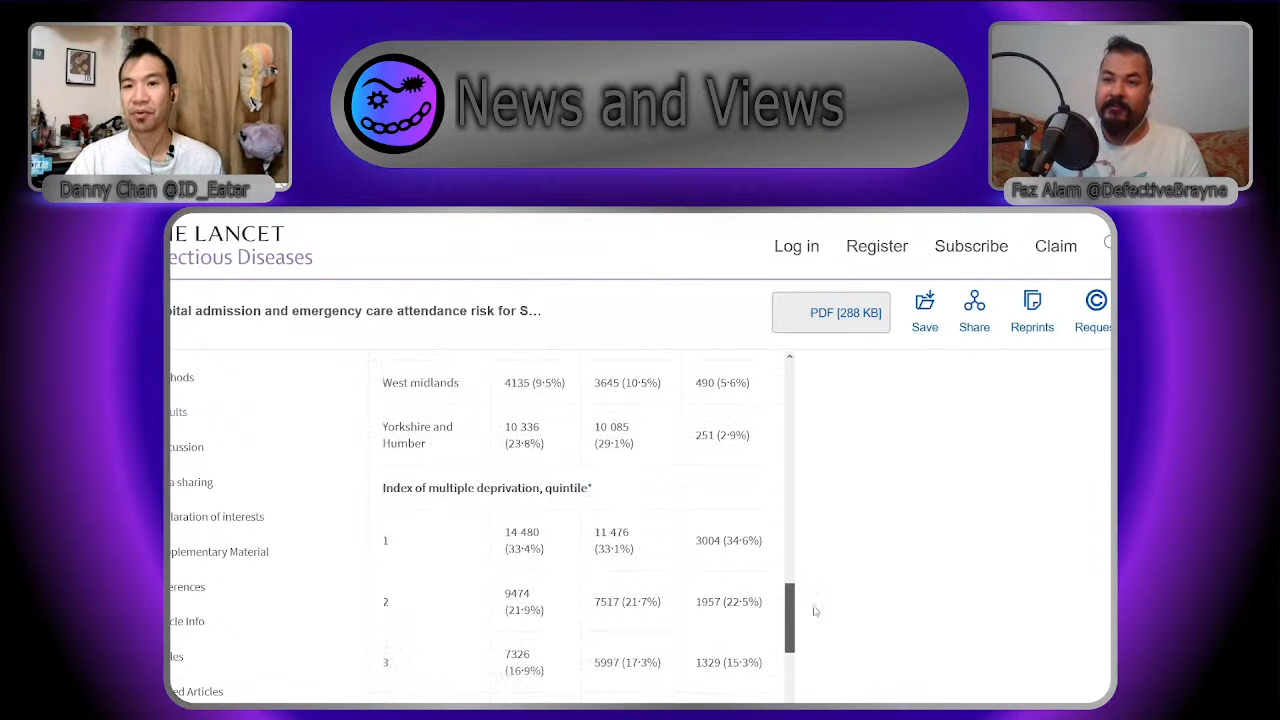 News and Views
Danny Chan @ID_Eater
Faz Alam @DefectiveBrayne
HE LANCET
ectious Diseases
Log in Register Subscribe Claim
pital admission and emergency care attendance risk for S...
PDF [288 KB]
Save
Share
Reprints
Reques
hods
ults
cussion
a sharing
laration of interests
plementary Material
erences
cle Info
les
ed Articles
West midlands 4135 (9·5%) 3645 (10·5%) 490 (5·6%)
Yorkshire and 10 336 10 085 251 (2·9%)
Humber (23·8%) (29·1%)
Index of multiple deprivation, quintile*
1 14 480 11 476 3004 (34·6%)
(33·4%) (33·1%)
2 9474 7517 (21·7%) 1957 (22·5%)
(21·9%)
3 7326 5997 (17·3%) 1329 (15·3%)
(16·9%)